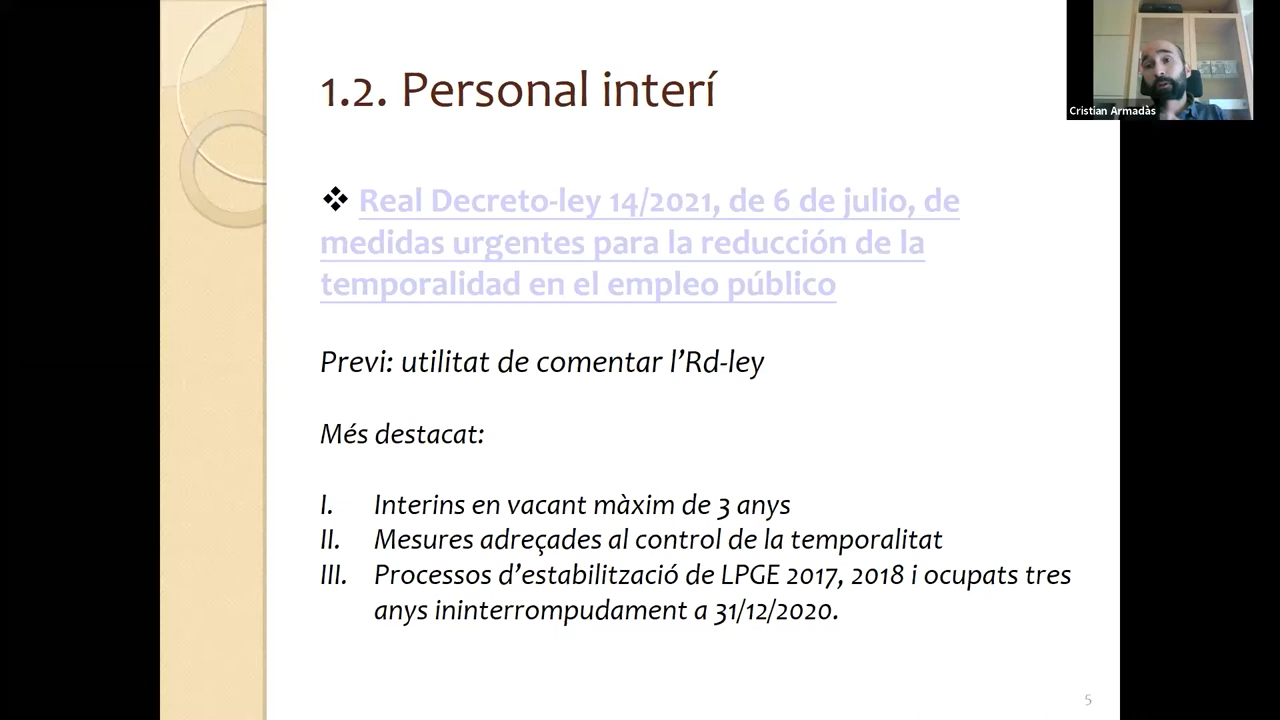 1.2. Personal interí
Cristian Armadàs
❖ Real Decreto-ley 14/2021, de 6 de julio, de
medidas urgentes para la reducción de la
temporalidad en el empleo público
Previ: utilitat de comentar l’Rd-ley
Més destacat:
I. Interins en vacant màxim de 3 anys
II. Mesures adreçades al control de la temporalitat
III. Processos d’estabilització de LPGE 2017, 2018 i ocupats tres
anys ininterrompudament a 31/12/2020.
5